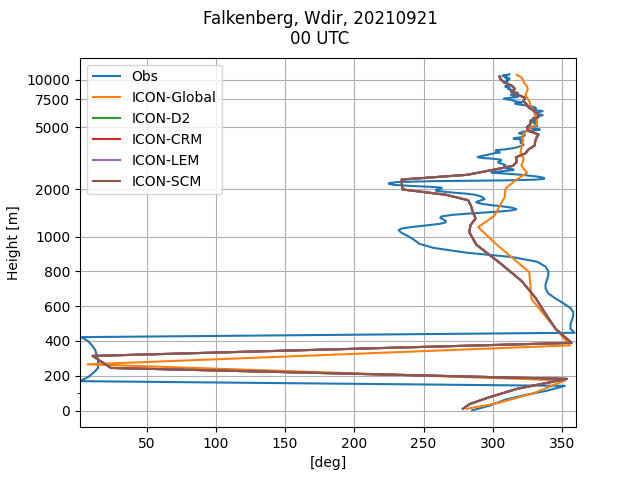 Falkenberg, Wdir, 20210921
00 UTC
Obs
ICON-Global
ICON-D2
ICON-CRM
ICON-LEM
ICON-SCM
10000
7500
5000
2000
1000
800
600
400
200
0
Height [m]
50
100
150
200
250
300
350
[deg]